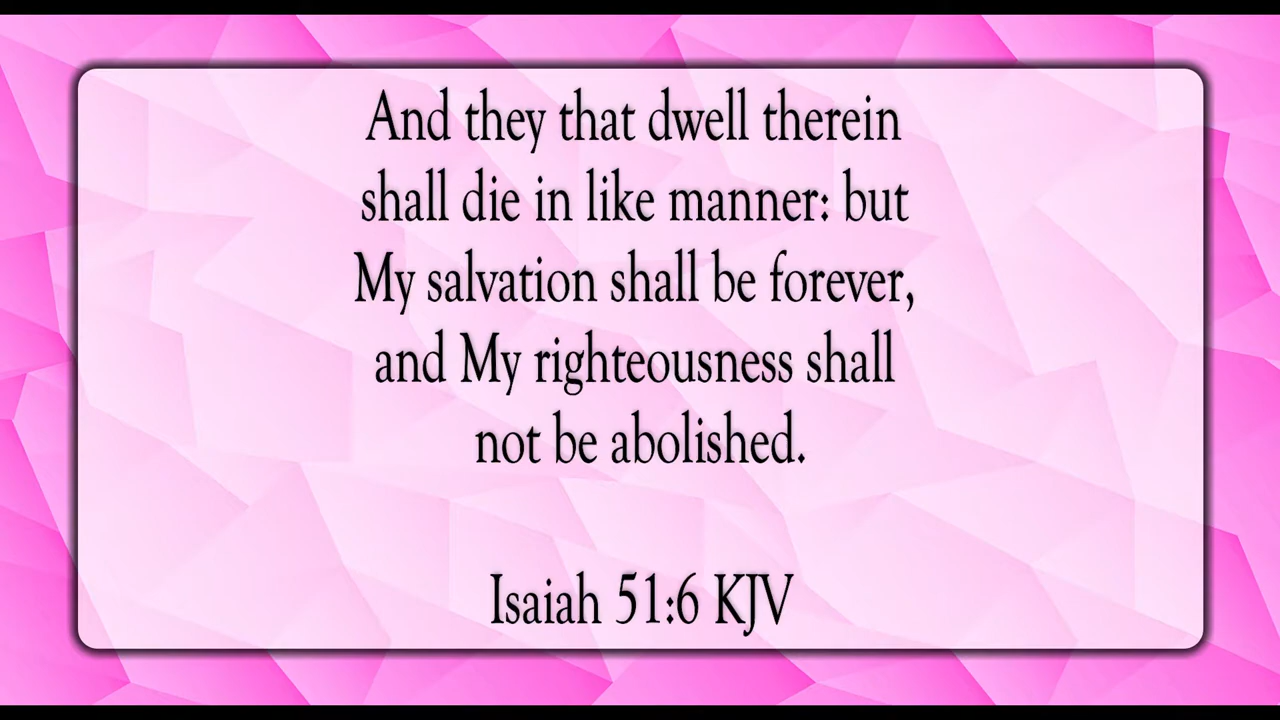 And they that dwell therein
shall die in like manner: but
My salvation shall be forever,
and My righteousness shall
not be abolished.
Isaiah 51:6 KJV